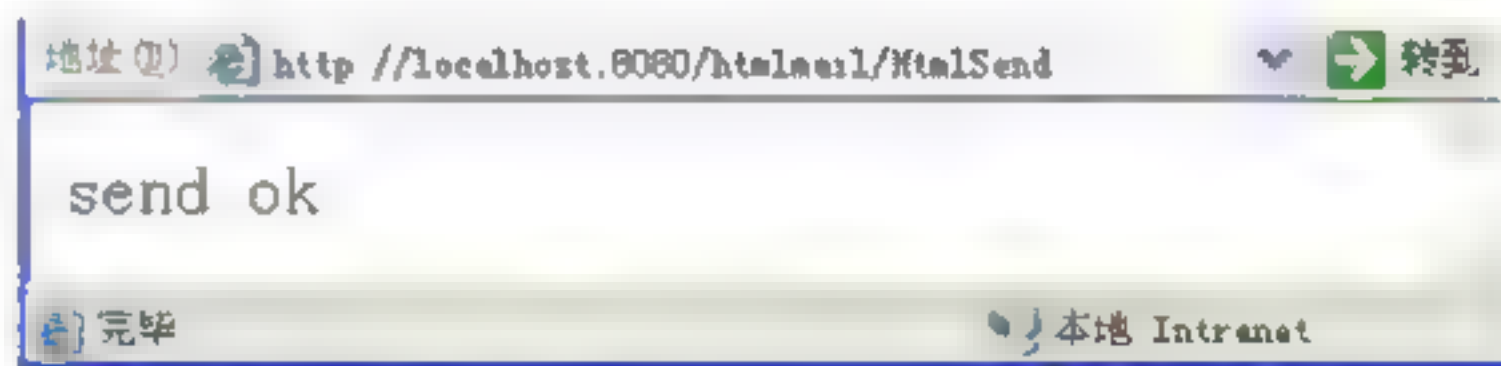 地址(D) http://localhost:8080/htmlmail/HtmlSend 转到
send ok
完毕 本地 Intranet